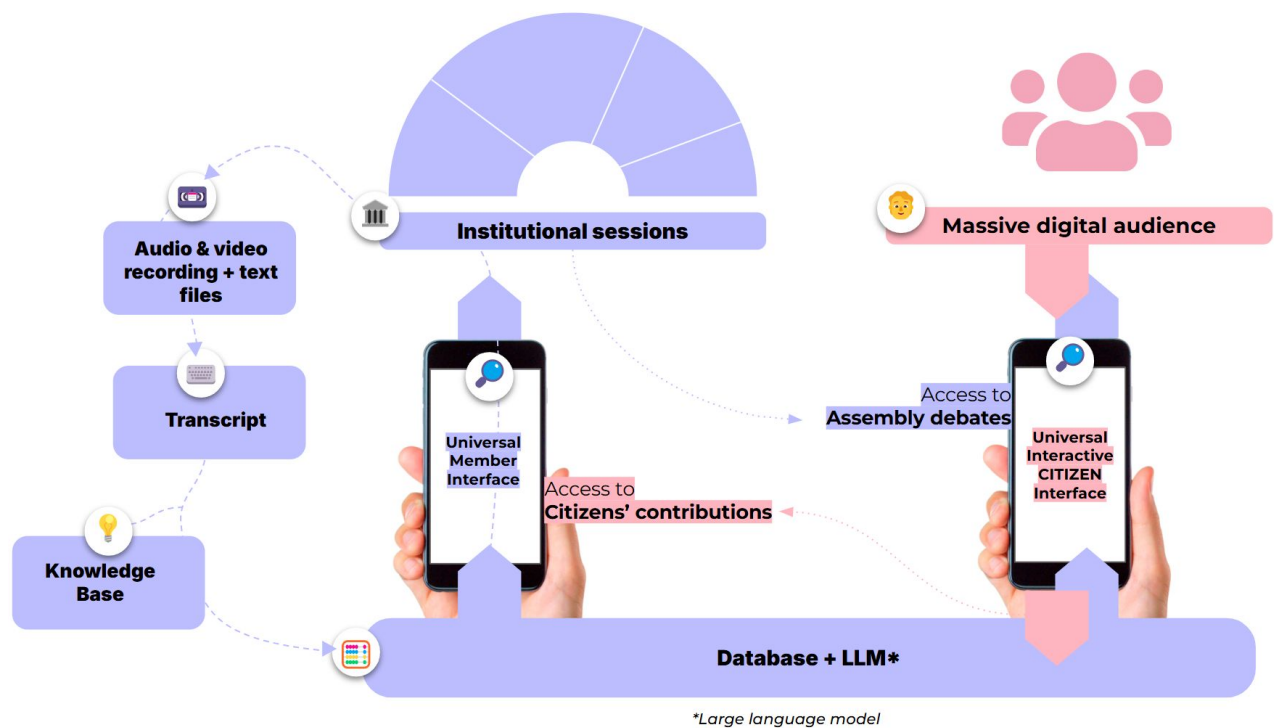 Institutional sessions
Massive digital audience
Audio & video
recording + text
files
Transcript
Knowledge
Base
Universal
Member
Interface
Access to
Citizens’ contributions
Access to
Assembly debates
Universal
Interactive
CITIZEN
Interface
Database + LLM*
*Large language model